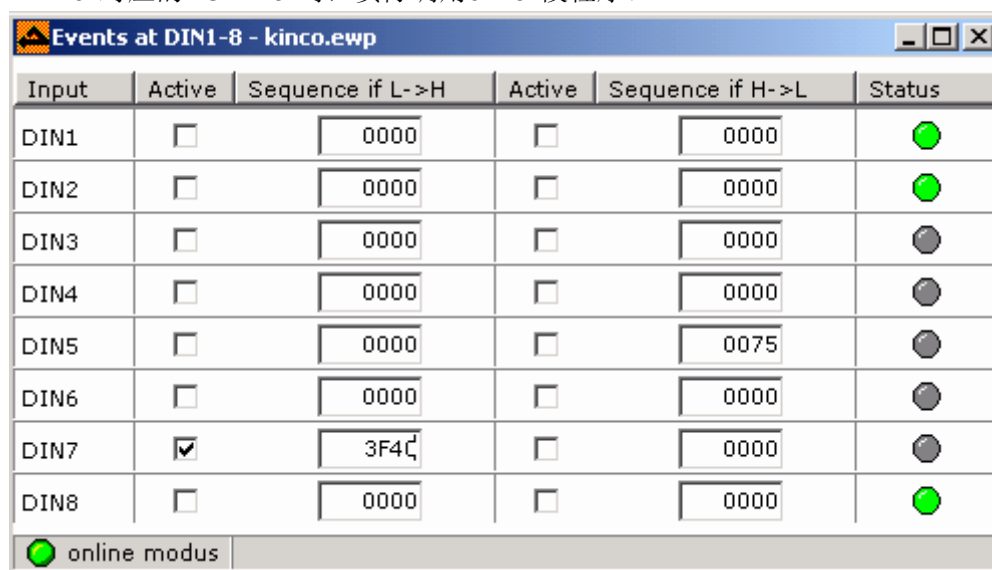 Events at DIN1-8 - kinco.ewp
Input Active Sequence if L->H Active Sequence if H->L Status
DIN1 0000 0000
DIN2 0000 0000
DIN3 0000 0000
DIN4 0000 0000
DIN5 0000 0075
DIN6 0000 0000
DIN7 0000
DIN8 0000 0000
online modus